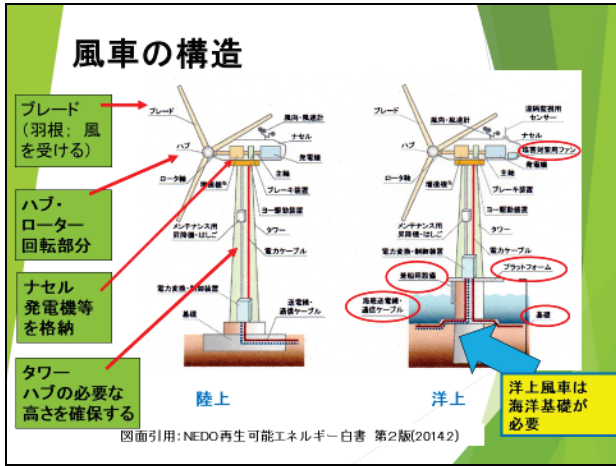 風車の構造
ブレード
(羽根; 風
を受ける)
ハブ・
ローター
回転部分
ナセル
発電機等
を格納
タワー
ハブの必要な
高さを確保する
ブレード
風向・風速計
ナセル
ハブ
発電機
主軸
ロータ軸
増速機
ブレーキ装置
ヨー駆動装置
メンテナンス用
昇降機・はしご
タワー
電力ケーブル
電力変換・制御装置
送電線・
通信ケーブル
基礎
陸上
ブレード
遠隔監視用
センサー
風向・風速計
ナセル
ハブ
塩害対策用ファン
発電機
主軸
ロータ軸
増速機
ブレーキ装置
ヨー駆動装置
メンテナンス用
昇降機・はしご
タワー
電力ケーブル
電力変換・制御装置
プラットフォーム
乗船用設備
海底送電線・
通信ケーブル
基礎
洋上
洋上風車は
海洋基礎が
必要
図面引用:NEDO再生可能エネルギー白書 第2版(2014.2)